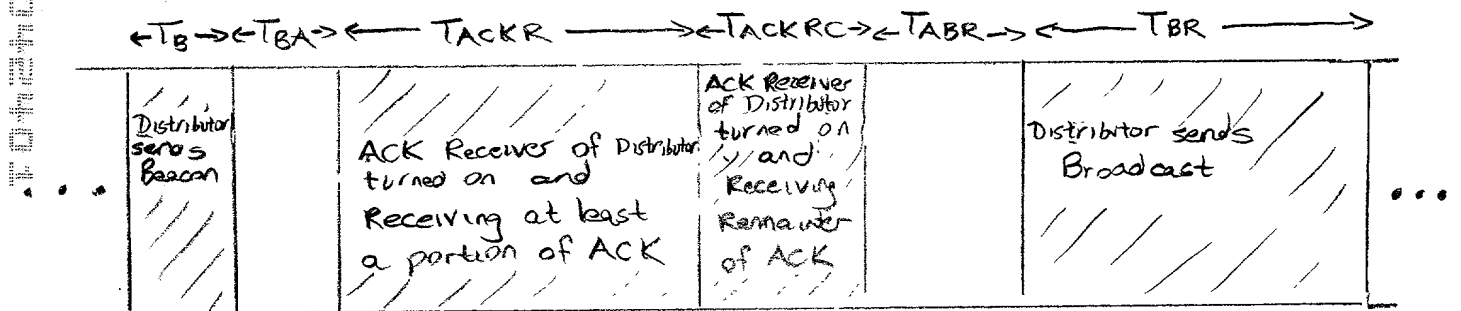 ←TB→←TBA→←— TACKR —→←TACKRC→←TABR→←— TBR —→
Distributor
sends
Beacon
ACK Receiver of Distributor
turned on and
Receiving at least
a portion of ACK
ACK Receiver
of Distributor
turned on
and
Receiving
Remainder
of ACK
Distributor sends
Broadcast
• • •
• • •